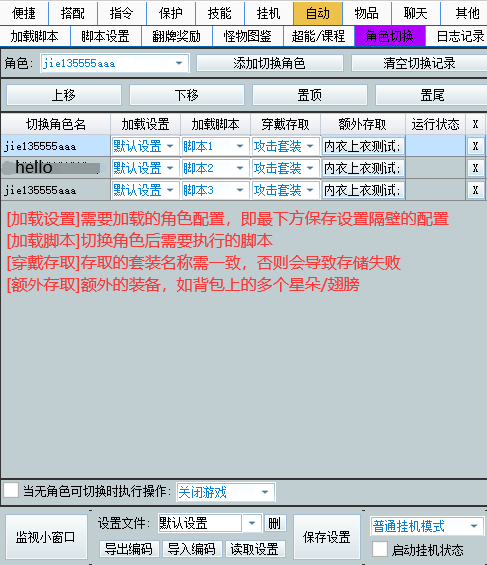 便捷 搭配 指令 保护 技能 挂机 自动 物品 聊天 其他
加载脚本 脚本设置 翻牌奖励 怪物图鉴 超能/课程 角色切换 日志记录
角色: jie135555aaa 添加切换角色 清空切换记录
上移 下移 置顶 置尾
切换角色名 加载设置 加载脚本 穿戴存取 额外存取 运行状态 X
jie135555aaa 默认设置 脚本1 攻击套装 内衣上衣测试; X
hello 默认设置 脚本2 攻击套装 内衣上衣测试; X
jie135555aaa 默认设置 脚本3 攻击套装 内衣上衣测试; X
[加载设置]需要加载的角色配置，即最下方保存设置隔壁的配置
[加载脚本]切换角色后需要执行的脚本
[穿戴存取]存取的套装名称需一致，否则会导致存储失败
[额外存取]额外的装备，如背包上的多个星朵/翅膀
当无角色可切换时执行操作: 关闭游戏
监视小窗口 设置文件: 默认设置 删 保存设置 普通挂机模式
导出编码 导入编码 读取设置 启动挂机状态